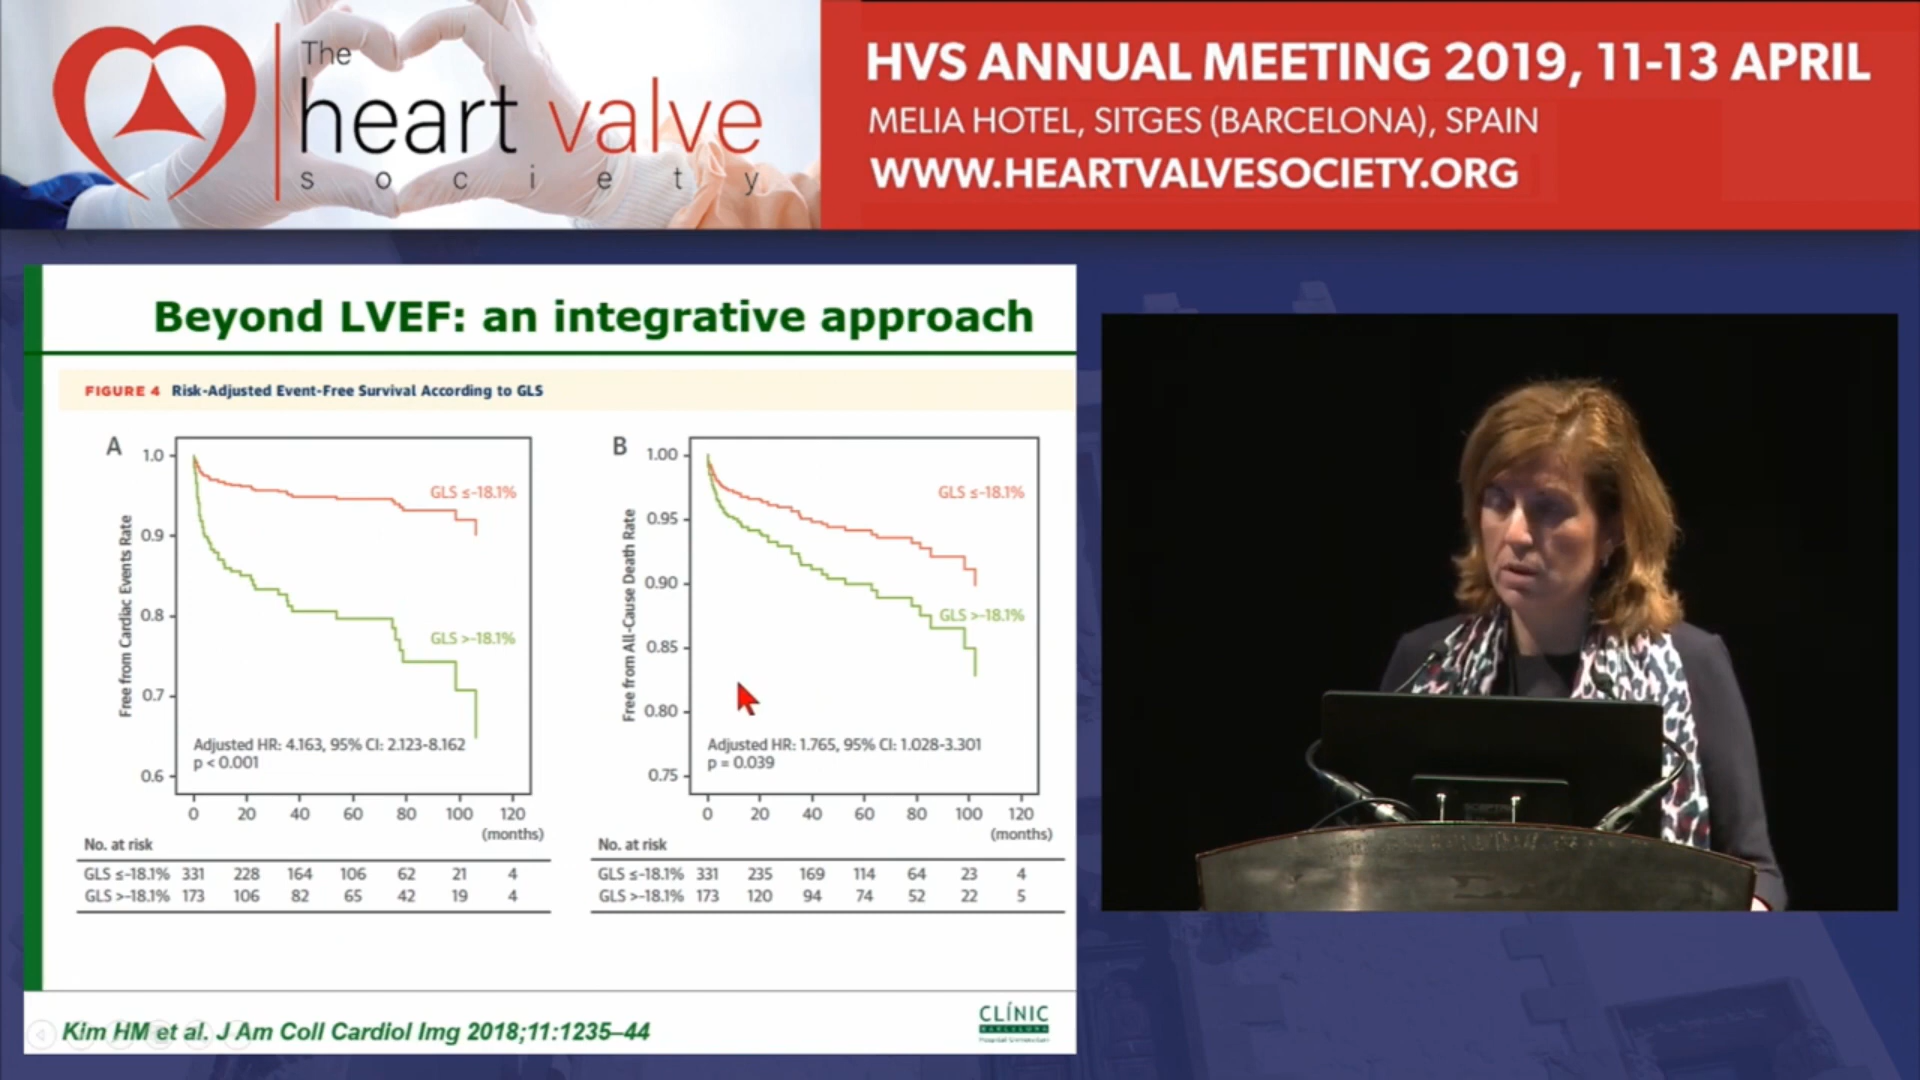 The
heart valve
society
HVS ANNUAL MEETING 2019, 11-13 APRIL
MELIA HOTEL, SITGES (BARCELONA), SPAIN
WWW.HEARTVALVESOCIETY.ORG
Beyond LVEF: an integrative approach
FIGURE 4 Risk-Adjusted Event-Free Survival According to GLS
A
Free from Cardiac Events Rate
1.0
0.9
0.8
0.7
0.6
GLS ≤-18.1%
GLS >-18.1%
Adjusted HR: 4.163, 95% CI: 2.123-8.162
p < 0.001
0 20 40 60 80 100 120
(months)
No. at risk
GLS ≤-18.1% 331 228 164 106 62 21 4
GLS >-18.1% 173 106 82 65 42 19 4
B
Free from All-Cause Death Rate
1.00
0.95
0.90
0.85
0.80
0.75
GLS ≤-18.1%
GLS >-18.1%
Adjusted HR: 1.765, 95% CI: 1.028-3.301
p = 0.039
0 20 40 60 80 100 120
(months)
No. at risk
GLS ≤-18.1% 331 235 169 114 64 23 4
GLS >-18.1% 173 120 94 74 52 22 5
Kim HM et al. J Am Coll Cardiol Img 2018;11:1235–44
CLÍNIC
BARCELONA
Hospital Universitari